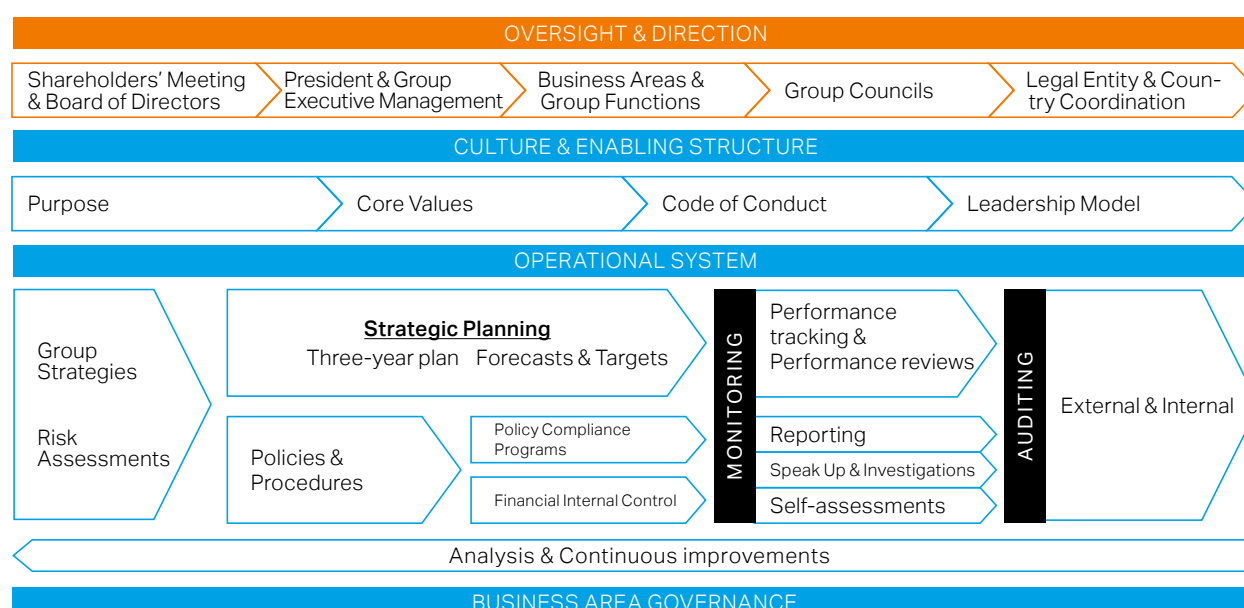 OVERSIGHT & DIRECTION
Shareholders’ Meeting
& Board of Directors
President & Group
Executive Management
Business Areas &
Group Functions
Group Councils
Legal Entity & Coun-
try Coordination
CULTURE & ENABLING STRUCTURE
Purpose
Core Values
Code of Conduct
Leadership Model
OPERATIONAL SYSTEM
Group
Strategies
Risk
Assessments
Strategic Planning
Three-year plan Forecasts & Targets
Policies &
Procedures
Policy Compliance
Programs
Financial Internal Control
MONITORING
Performance
tracking &
Performance reviews
Reporting
Speak Up & Investigations
Self-assessments
AUDITING
External & Internal
Analysis & Continuous improvements
BUSINESS AREA GOVERNANCE